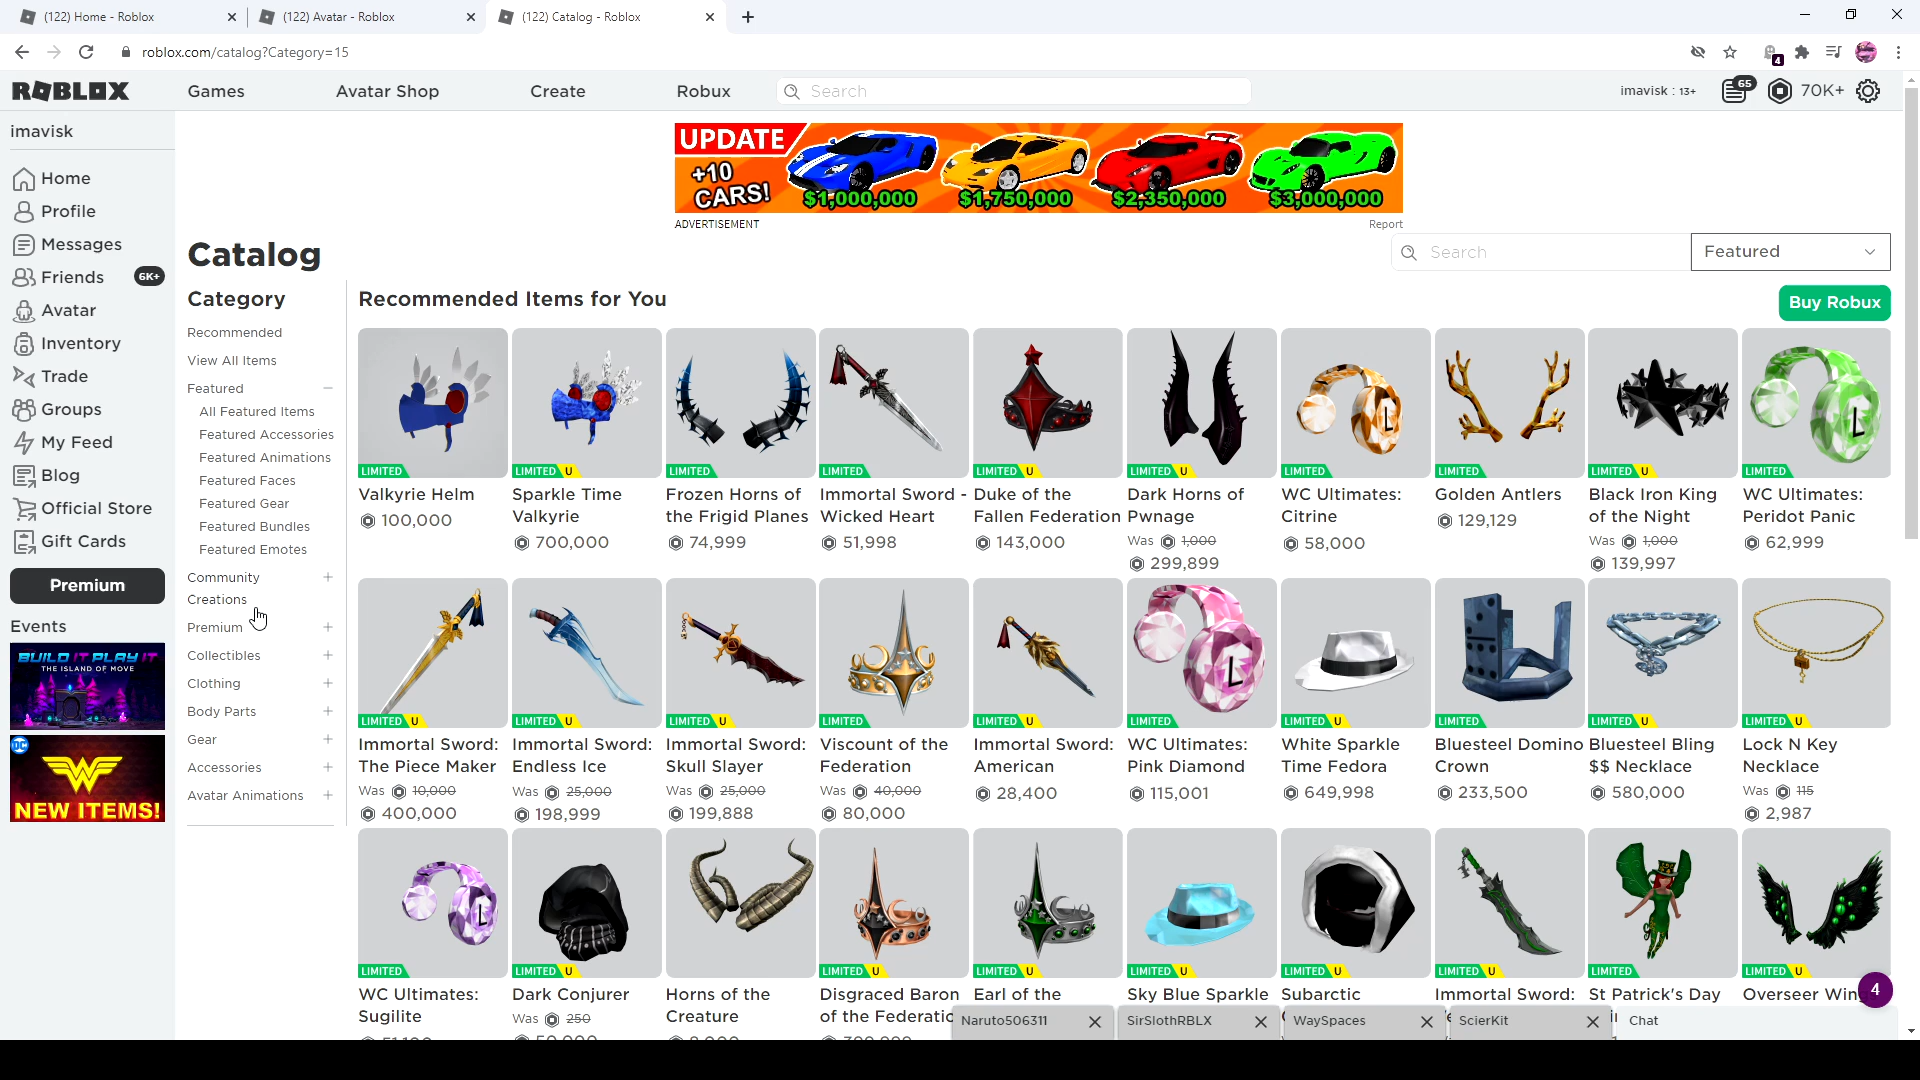 (122) Home - Roblox
(122) Avatar - Roblox
(122) Catalog - Roblox
roblox.com/catalog?Category=15
4
ROBLOX
Games
Avatar Shop
Create
Robux
Search
imavisk : 13+
65
70K+
imavisk
Home
Profile
Messages
Friends
6K+
Avatar
Inventory
Trade
Groups
My Feed
Blog
Official Store
Gift Cards
Premium
Events
BUILD IT PLAY IT
THE ISLAND OF MOVE
DC
NEW ITEMS!
UPDATE
+10
CARS!
$1,000,000
$1,750,000
$2,350,000
$3,000,000
ADVERTISEMENT
Report
Catalog
Search
Featured
Category
Recommended
View All Items
Featured
All Featured Items
Featured Accessories
Featured Animations
Featured Faces
Featured Gear
Featured Bundles
Featured Emotes
Community
Creations
Premium
Collectibles
Clothing
Body Parts
Gear
Accessories
Avatar Animations
Recommended Items for You
Buy Robux
LIMITED
Valkyrie Helm
100,000
LIMITED U
Sparkle Time
Valkyrie
700,000
LIMITED
Frozen Horns of
the Frigid Planes
74,999
LIMITED
Immortal Sword -
Wicked Heart
51,998
LIMITED U
Duke of the
Fallen Federation
143,000
LIMITED U
Dark Horns of
Pwnage
Was 1,000
299,899
L
LIMITED
WC Ultimates:
Citrine
58,000
LIMITED
Golden Antlers
129,129
LIMITED U
Black Iron King
of the Night
Was 1,000
139,997
L
LIMITED
WC Ultimates:
Peridot Panic
62,999
LIMITED U
Immortal Sword:
The Piece Maker
Was 10,000
400,000
LIMITED U
Immortal Sword:
Endless Ice
Was 25,000
198,999
LIMITED U
Immortal Sword:
Skull Slayer
Was 25,000
199,888
LIMITED
Viscount of the
Federation
Was 40,000
80,000
LIMITED U
Immortal Sword:
American
28,400
L
LIMITED
WC Ultimates:
Pink Diamond
115,001
LIMITED U
White Sparkle
Time Fedora
649,998
LIMITED
Bluesteel Domino
Crown
233,500
LIMITED U
Bluesteel Bling
$$ Necklace
580,000
LIMITED U
Lock N Key
Necklace
Was 115
2,987
L
LIMITED
WC Ultimates:
Sugilite
LIMITED U
Dark Conjurer
Was 250
50,000
Horns of the
Creature
LIMITED U
Disgraced Baron
of the Federatio
LIMITED U
Earl of the
LIMITED U
Sky Blue Sparkle
LIMITED U
Subarctic
LIMITED U
Immortal Sword:
LIMITED
St Patrick's Day
LIMITED U
Overseer Wing
4
Naruto506311
SirSlothRBLX
WaySpaces
ScierKit
Chat